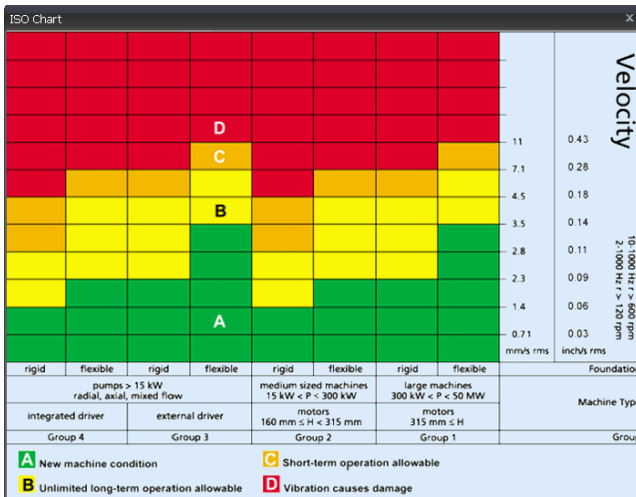 ISO Chart X
D
C
B
A
Velocity
10-1000 Hz r > 600 rpm
2-1000 Hz r > 120 rpm
11 0.43
7.1 0.28
4.5 0.18
3.5 0.14
2.8 0.11
2.3 0.09
1.4 0.06
0.71 0.03
mm/s rms inch/s rms
rigid flexible rigid flexible rigid flexible rigid flexible Foundation
pumps > 15 kW medium sized machines large machines
radial, axial, mixed flow 15 kW < P ≤ 300 kW 300 kW < P < 50 MW
Machine Typ
integrated driver external driver motors motors
160 mm ≤ H < 315 mm 315 mm ≤ H
Group 4 Group 3 Group 2 Group 1 Group
A New machine condition C Short-term operation allowable
B Unlimited long-term operation allowable D Vibration causes damage